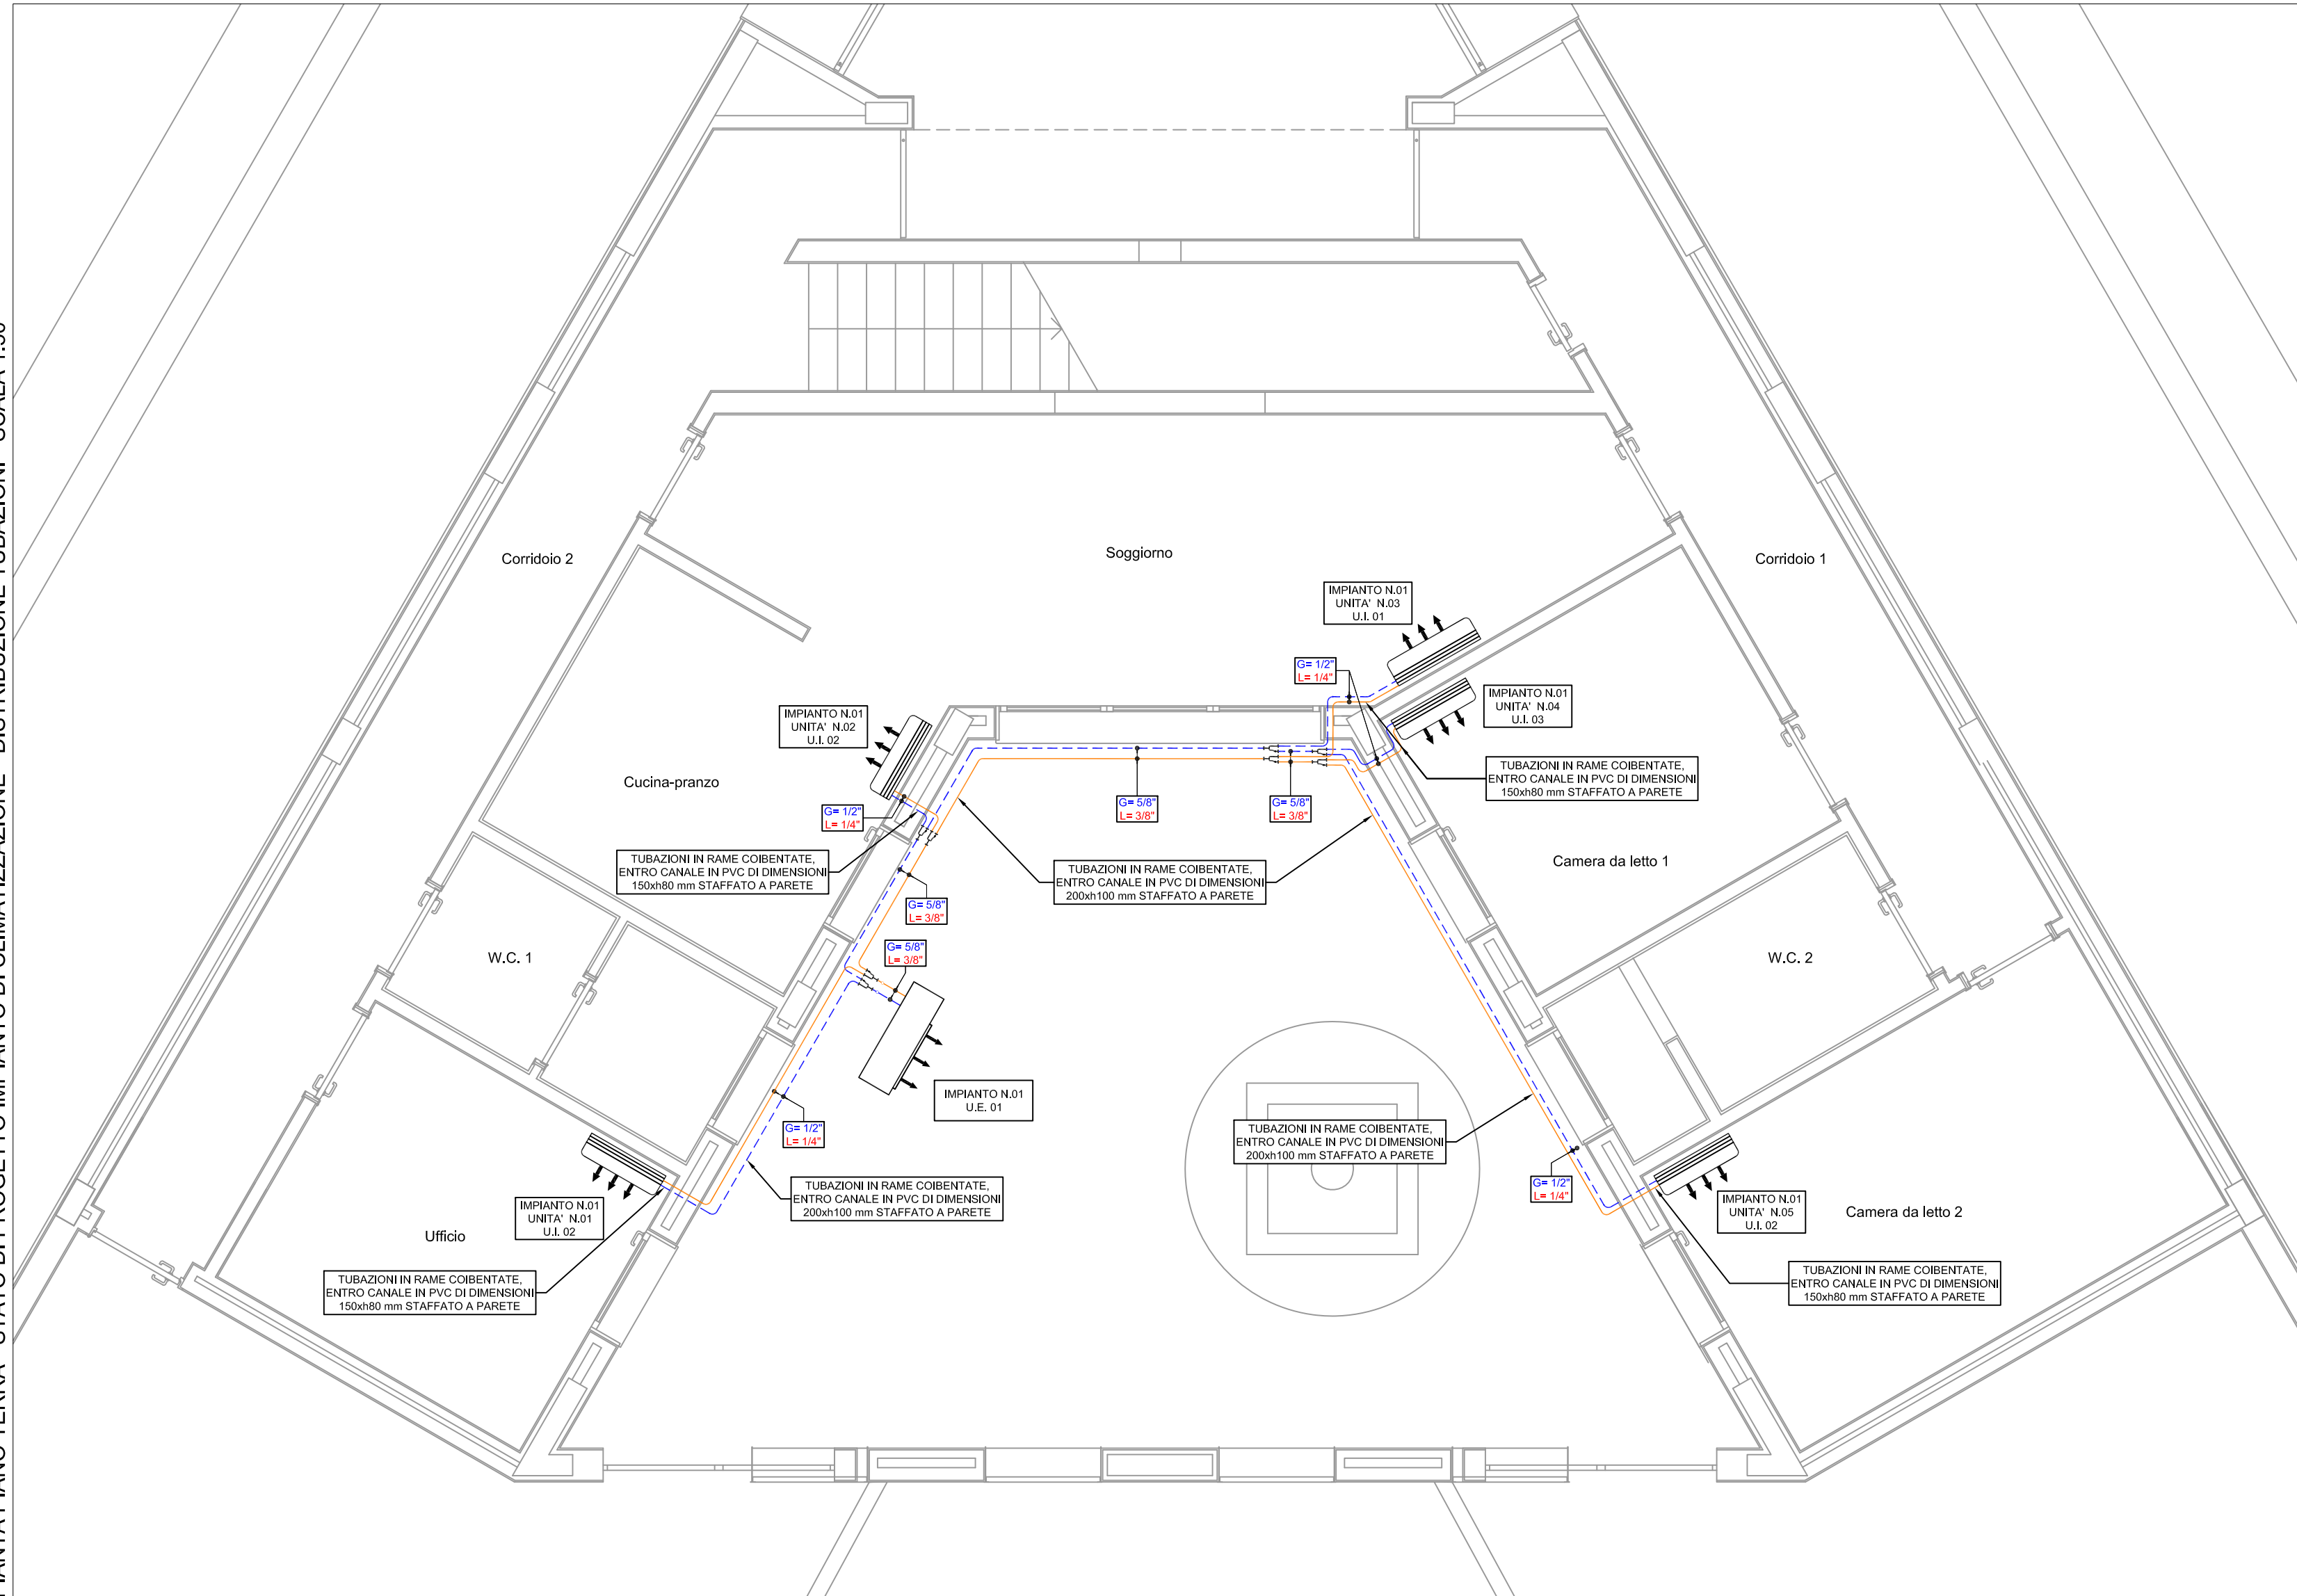 Corridoio 2
Soggiorno
Corridoio 1
IMPIANTO N.01
UNITA' N.03
U.I. 01
G= 1/2"
L= 1/4"
IMPIANTO N.01
UNITA' N.04
U.I. 03
IMPIANTO N.01
UNITA' N.02
U.I. 02
Cucina-pranzo
TUBAZIONI IN RAME COIBENTATE,
ENTRO CANALE IN PVC DI DIMENSIONI
150xh80 mm STAFFATO A PARETE
G= 5/8"
L= 3/8"
G= 5/8"
L= 3/8"
G= 1/2"
L= 1/4"
TUBAZIONI IN RAME COIBENTATE,
ENTRO CANALE IN PVC DI DIMENSIONI
150xh80 mm STAFFATO A PARETE
TUBAZIONI IN RAME COIBENTATE,
ENTRO CANALE IN PVC DI DIMENSIONI
200xh100 mm STAFFATO A PARETE
Camera da letto 1
G= 5/8"
L= 3/8"
W.C. 1
G= 5/8"
L= 3/8"
W.C. 2
IMPIANTO N.01
U.E. 01
G= 1/2"
L= 1/4"
TUBAZIONI IN RAME COIBENTATE,
ENTRO CANALE IN PVC DI DIMENSIONI
200xh100 mm STAFFATO A PARETE
TUBAZIONI IN RAME COIBENTATE,
ENTRO CANALE IN PVC DI DIMENSIONI
200xh100 mm STAFFATO A PARETE
G= 1/2"
L= 1/4"
IMPIANTO N.01
UNITA' N.01
U.I. 02
IMPIANTO N.01
UNITA' N.05
U.I. 02
Camera da letto 2
Ufficio
TUBAZIONI IN RAME COIBENTATE,
ENTRO CANALE IN PVC DI DIMENSIONI
150xh80 mm STAFFATO A PARETE
TUBAZIONI IN RAME COIBENTATE,
ENTRO CANALE IN PVC DI DIMENSIONI
150xh80 mm STAFFATO A PARETE